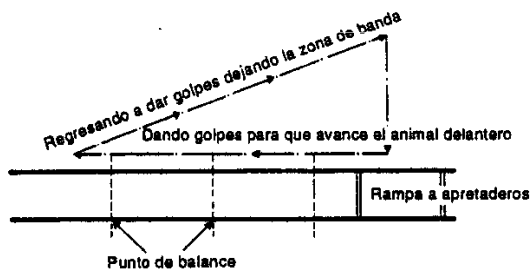 Regresando a dar golpes dejando la zona de banda
Dando golpes para que avance el animal delantero
Rampa a apretaderos
Punto de balance